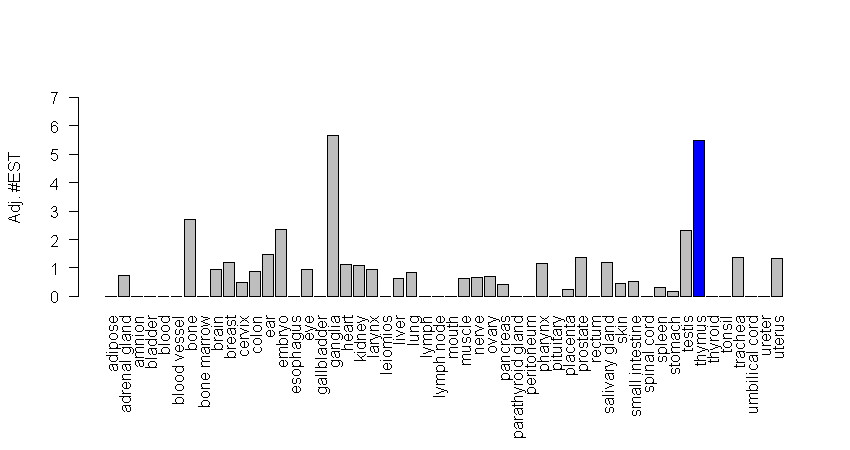 Adj. #EST
7
6
5
4
3
2
1
0
adipose
adrenal gland
amnion
bladder
blood
blood vessel
bone
bone marrow
brain
breast
cervix
colon
ear
embryo
esophagus
eye
gallbladder
ganglia
heart
kidney
larynx
leiomios
liver
lung
lymph
lymph node
mouth
muscle
nerve
ovary
pancreas
parathyroid gland
peritoneum
pharynx
pituitary
placenta
prostate
rectum
salivary gland
skin
small intestine
spinal cord
spleen
stomach
testis
thymus
thyroid
tonsil
trachea
umbilical cord
ureter
uterus